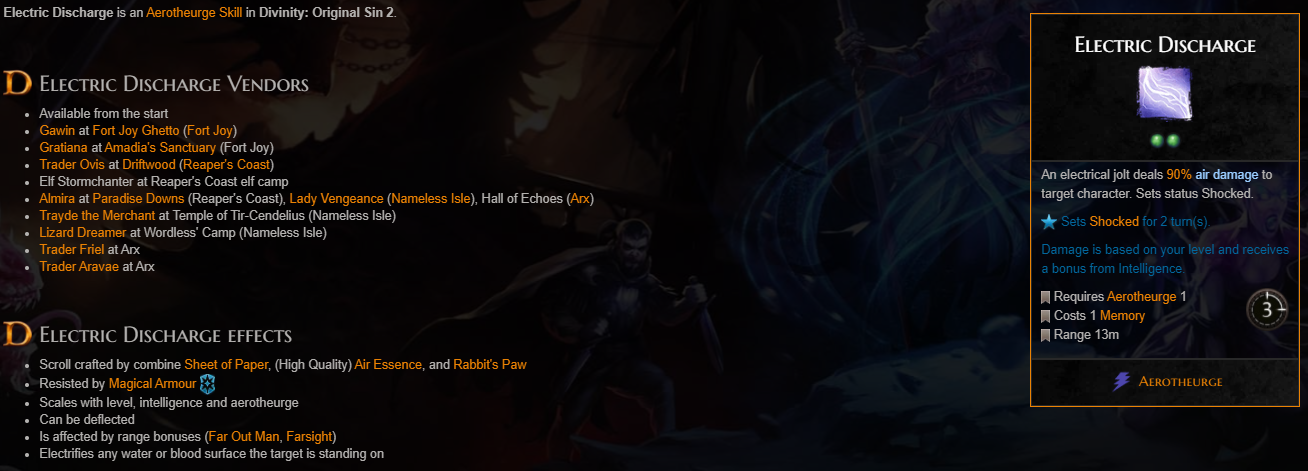 Electric Discharge is an Aerotheurge Skill in Divinity: Original Sin 2.
Electric Discharge Vendors
Available from the start
Gawin at Fort Joy Ghetto (Fort Joy)
Gratiana at Amadia's Sanctuary (Fort Joy)
Trader Ovis at Driftwood (Reaper's Coast)
Elf Stormchanter at Reaper's Coast elf camp
Almira at Paradise Downs (Reaper's Coast), Lady Vengeance (Nameless Isle), Hall of Echoes (Arx)
Trayde the Merchant at Temple of Tir-Cendelius (Nameless Isle)
Lizard Dreamer at Wordless' Camp (Nameless Isle)
Trader Friel at Arx
Trader Aravae at Arx
Electric Discharge effects
Scroll crafted by combine Sheet of Paper, (High Quality) Air Essence, and Rabbit's Paw
Resisted by Magical Armour
Scales with level, intelligence and aerotheurge
Can be deflected
Is affected by range bonuses (Far Out Man, Farsight)
Electrifies any water or blood surface the target is standing on
Electric Discharge
An electrical jolt deals 90% air damage to
target character. Sets status Shocked.
Sets Shocked for 2 turn(s).
Damage is based on your level and receives
a bonus from Intelligence.
Requires Aerotheurge 1
Costs 1 Memory
Range 13m
3
Aerotheurge